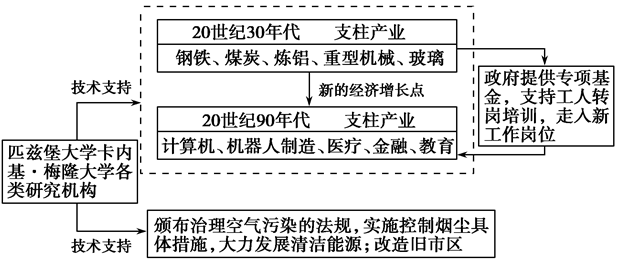 20世纪30年代 支柱产业
钢铁、煤炭、炼铝、重型机械、玻璃
技术支持
新的经济增长点
政府提供专项基
金，支持工人转
岗培训，走入新
工作岗位
20世纪90年代 支柱产业
计算机、机器人制造、医疗、金融、教育
匹兹堡大学卡内
基·梅隆大学各
类研究机构
技术支持
颁布治理空气污染的法规，实施控制烟尘具
体措施，大力发展清洁能源；改造旧市区